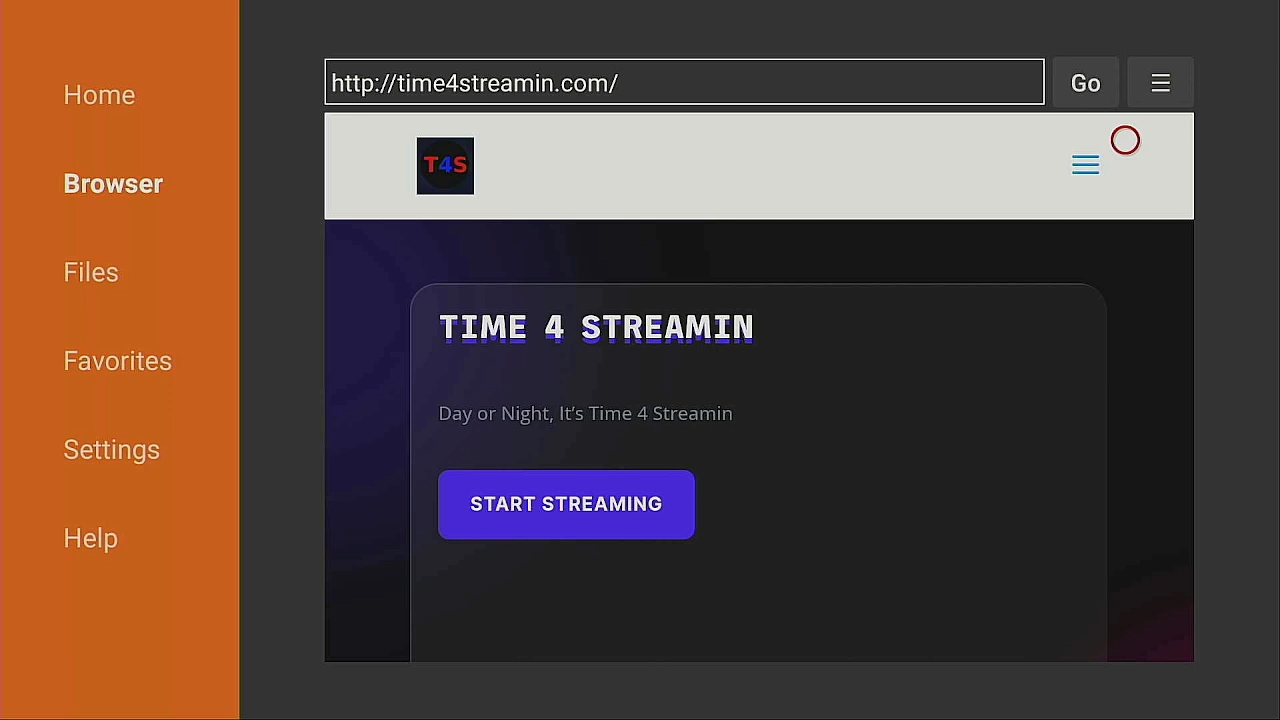 Home
Browser
Files
Favorites
Settings
Help
http://time4streamin.com/
Go
T4S
TIME 4 STREAMIN
Day or Night, It’s Time 4 Streamin
START STREAMING